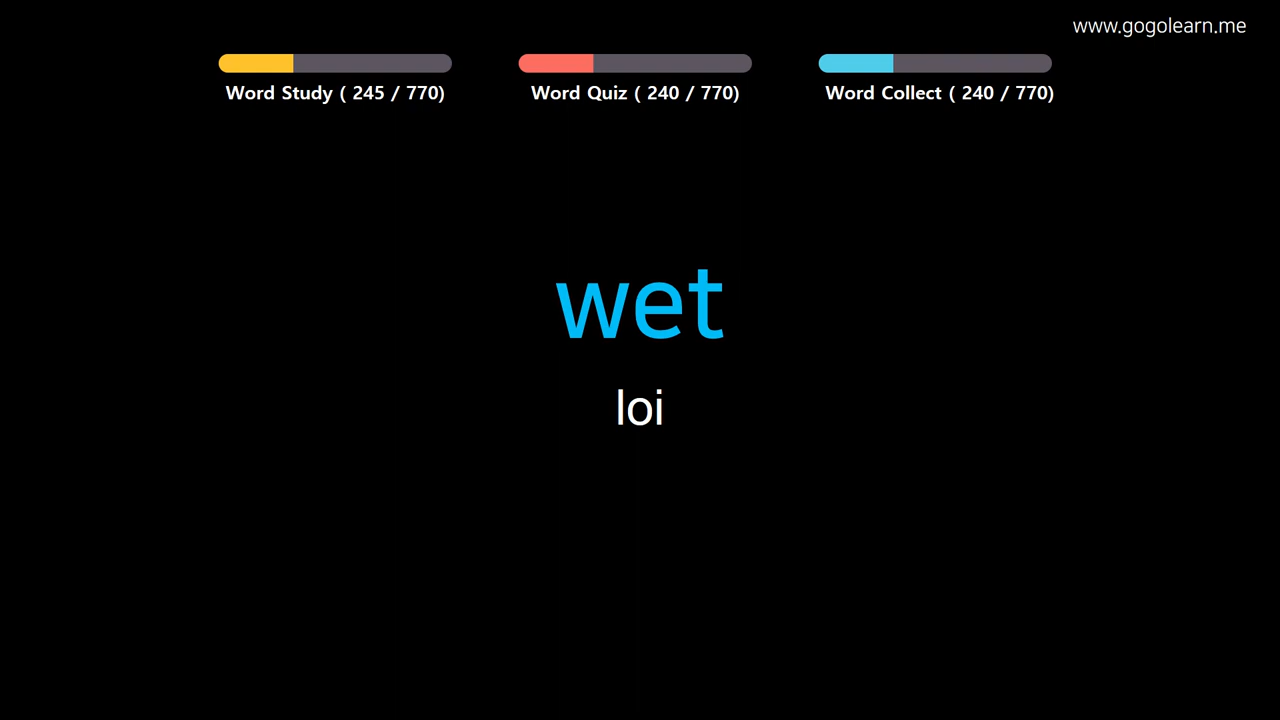 www.gogolearn.me
Word Study ( 245 / 770)
Word Quiz ( 240 / 770)
Word Collect ( 240 / 770)
wet
loi